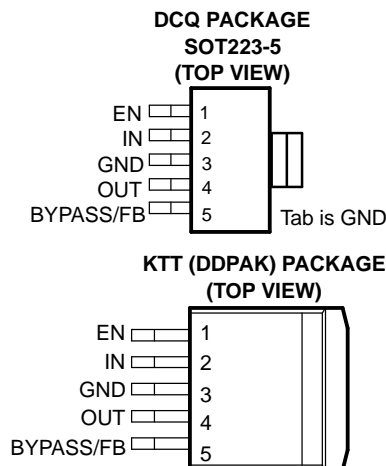 DCQ PACKAGE
SOT223-5
(TOP VIEW)
EN 1
IN 2
GND 3
OUT 4
BYPASS/FB 5
Tab is GND
KTT (DDPAK) PACKAGE
(TOP VIEW)
EN 1
IN 2
GND 3
OUT 4
BYPASS/FB 5